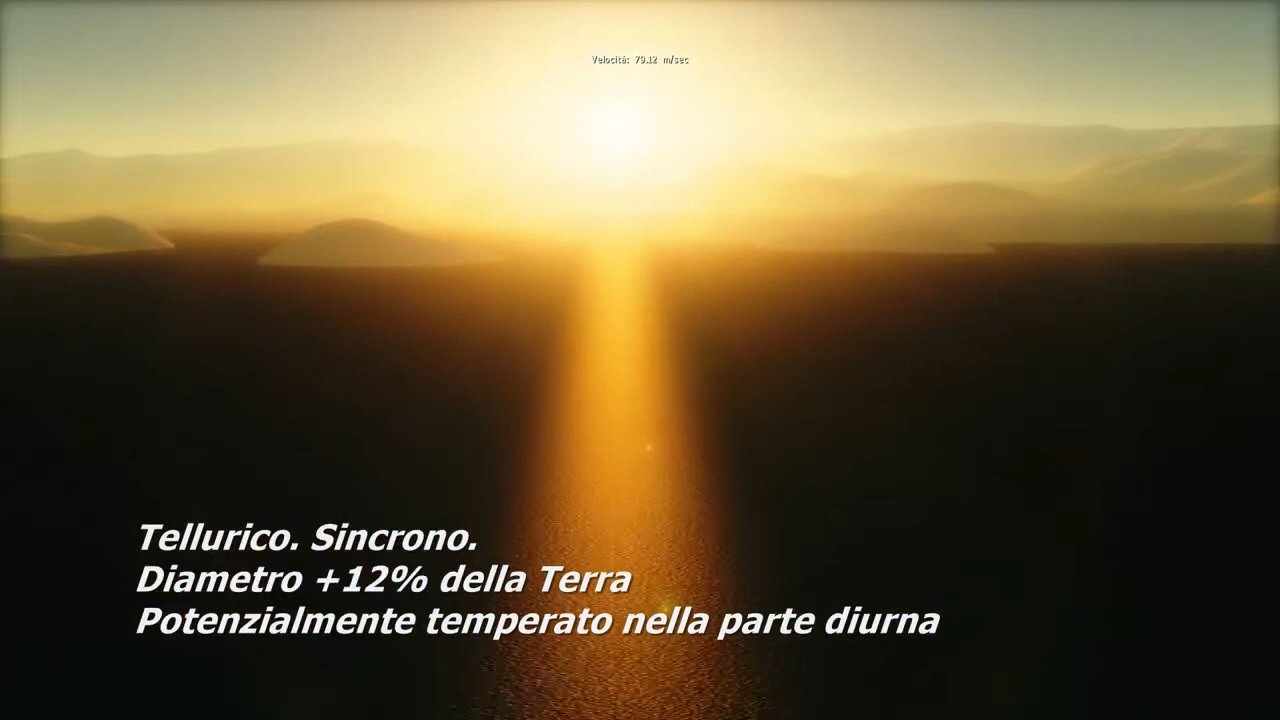 Velocità: 79.12 m/sec
Tellurico. Sincrono.
Diametro +12% della Terra
Potenzialmente temperato nella parte diurna